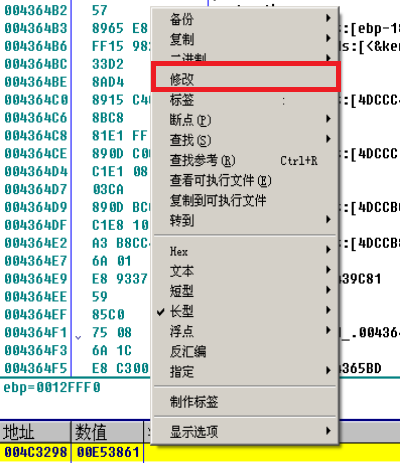 004364B2 57 备份
004364B3 8965 E8 复制 s:[ebp-18
004364B6 FF15 98 二进制 ds:[<&ker
004364BC 33D2
004364BE 8AD4 修改
004364C0 8915 C4 标签 : s:[4DCCC4
004364C6 8BC8 断点(P)
004364C8 81E1 FF 查找(S)
004364CE 890D C0 查找参考(R) Ctrl+R s:[4DCCC
004364D4 C1E1 08 查看可执行文件(E)
004364D7 03CA 复制到可执行文件
004364D9 890D BC 转到 s:[4DCCB
004364DF C1E8 10
004364E2 A3 B8CC Hex s:[4DCCB
004364E7 6A 01 文本
004364E9 E8 9337 短型 439C81
004364EE 59 长型
004364EF 85C0 浮点
004364F1 75 08 反汇编 d_.00436
004364F3 6A 1C 指定
004364F5 E8 C300 4365BD
ebp=0012FFF0 制作标签
地址 数值 显示选项
004C3298 00E53861